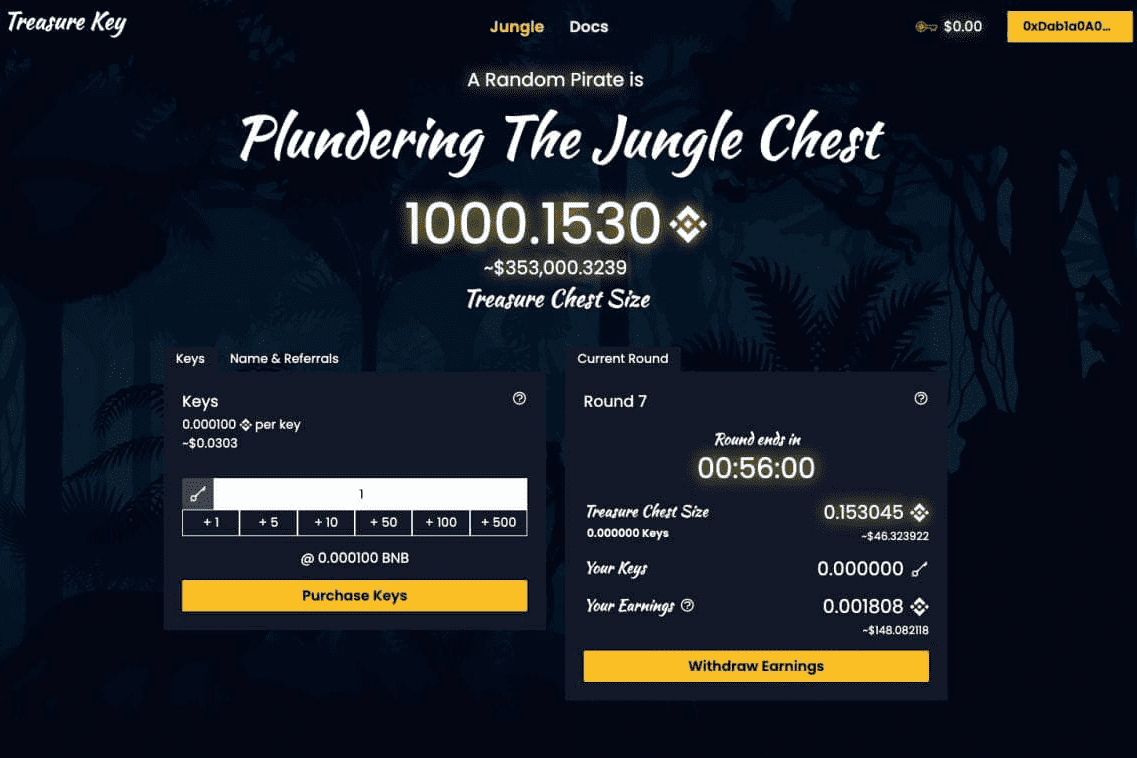 Treasure Key
Jungle Docs
$0.00
0xDab1a0A0...
A Random Pirate is
Plundering The Jungle Chest
1000.1530
~$353,000.3239
Treasure Chest Size
Keys Name & Referrals
Keys
0.000100 per key
~$0.0303
1
+ 1 + 5 + 10 + 50 + 100 + 500
@ 0.000100 BNB
Purchase Keys
Current Round
Round 7
Round ends in
00:56:00
Treasure Chest Size 0.153045
0.000000 Keys ~$46.323922
Your Keys 0.000000
Your Earnings 0.001808
~$148.082118
Withdraw Earnings